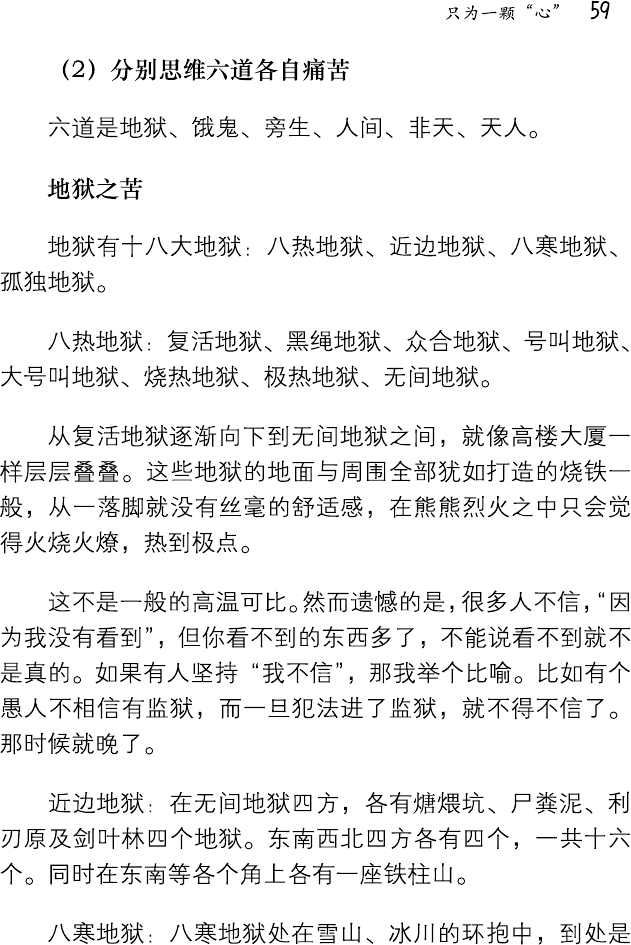 只为一颗“心” 59
（2）分别思维六道各自痛苦
六道是地狱、饿鬼、旁生、人间、非天、天人。
地狱之苦
地狱有十八大地狱：八热地狱、近边地狱、八寒地狱、
孤独地狱。
八热地狱：复活地狱、黑绳地狱、众合地狱、号叫地狱、
大号叫地狱、烧热地狱、极热地狱、无间地狱。
从复活地狱逐渐向下到无间地狱之间，就像高楼大厦一
样层层叠叠。这些地狱的地面与周围全部犹如打造的烧铁一
般，从一落脚就没有丝毫的舒适感，在熊熊烈火之中只会觉
得火烧火燎，热到极点。
这不是一般的高温可比。然而遗憾的是，很多人不信，“因
为我没有看到”，但你看不到的东西多了，不能说看不到就不
是真的。如果有人坚持“我不信”，那我举个比喻。比如有个
愚人不相信有监狱，而一旦犯法进了监狱，就不得不信了。
那时候就晚了。
近边地狱：在无间地狱四方，各有煻煨坑、尸粪泥、利
刃原及剑叶林四个地狱。东南西北四方各有四个，一共十六
个。同时在东南等各个角上各有一座铁柱山。
八寒地狱：八寒地狱处在雪山、冰川的环抱中，到处是